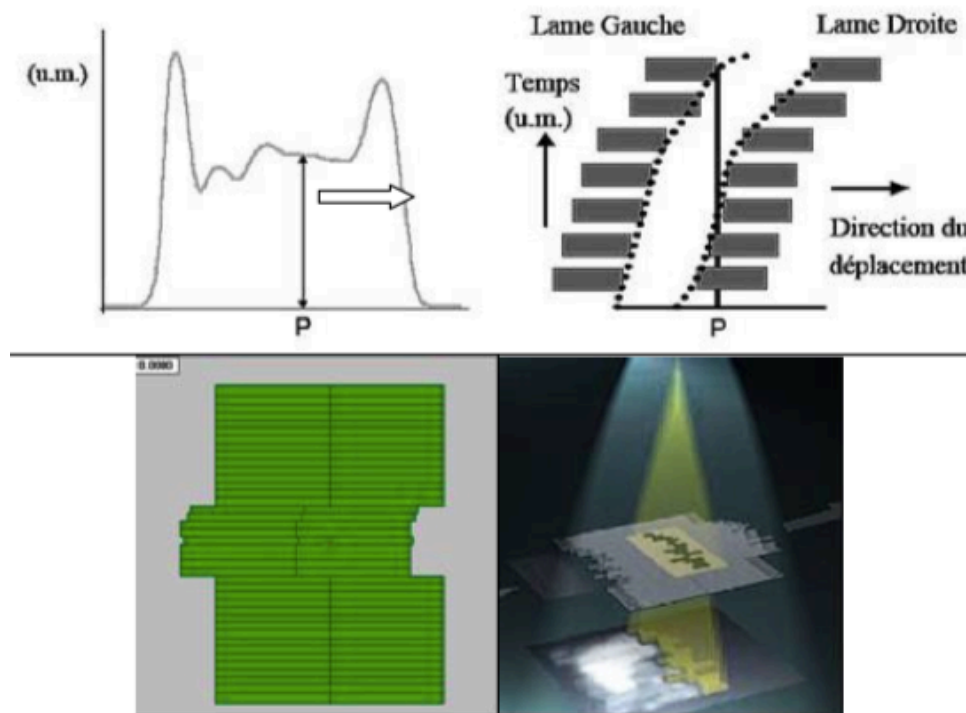 (u.m.)
P
Lame Gauche
Lame Droite
Temps
(u.m.)
Direction du
déplacement
P
0.0000